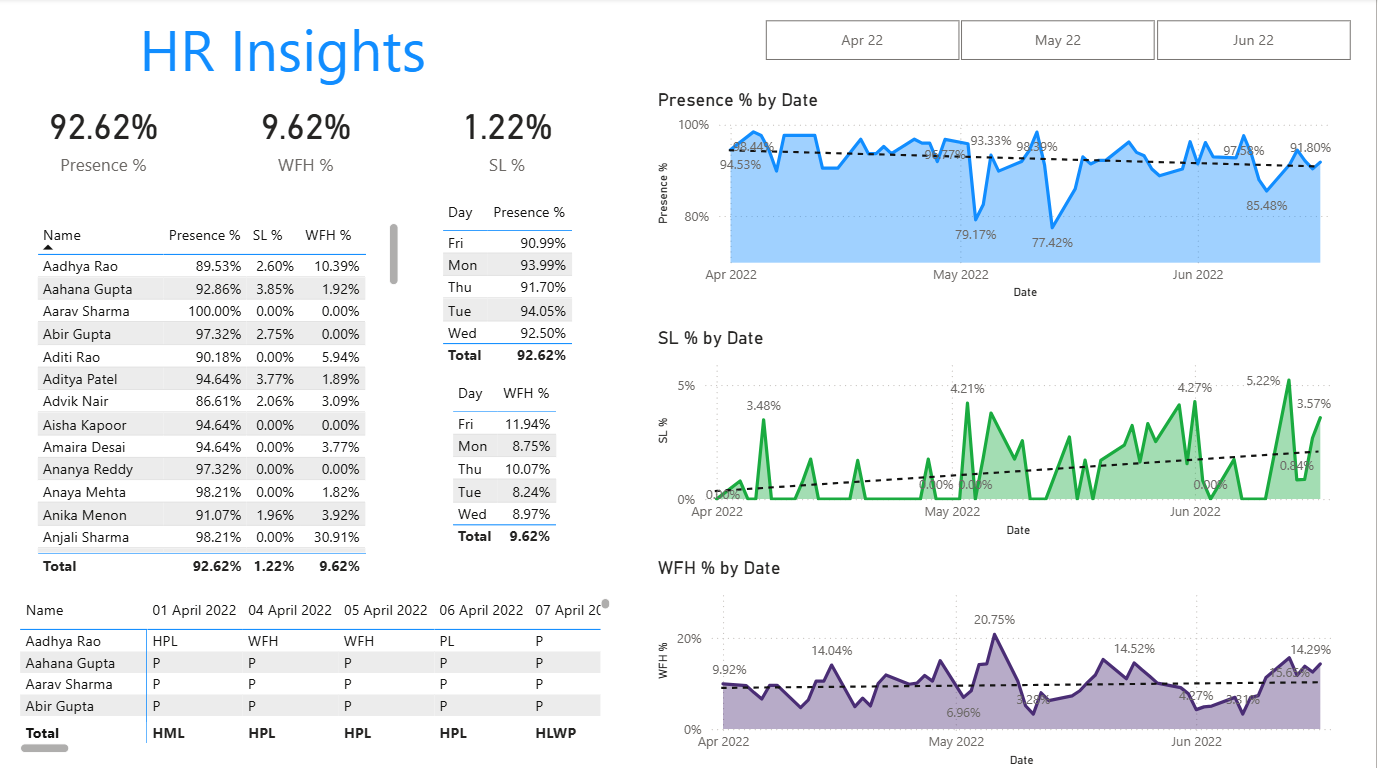 HR Insights
Apr 22 May 22 Jun 22
92.62% 9.62% 1.22%
Presence % WFH % SL %
Name Presence % SL % WFH %
Aadhya Rao 89.53% 2.60% 10.39%
Aahana Gupta 92.86% 3.85% 1.92%
Aarav Sharma 100.00% 0.00% 0.00%
Abir Gupta 97.32% 2.75% 0.00%
Aditi Rao 90.18% 0.00% 5.94%
Aditya Patel 94.64% 3.77% 1.89%
Advik Nair 86.61% 2.06% 3.09%
Aisha Kapoor 94.64% 0.00% 0.00%
Amaira Desai 94.64% 0.00% 3.77%
Ananya Reddy 97.32% 0.00% 0.00%
Anaya Mehta 98.21% 0.00% 1.82%
Anika Menon 91.07% 1.96% 3.92%
Anjali Sharma 98.21% 0.00% 30.91%
Total 92.62% 1.22% 9.62%
Day Presence %
Fri 90.99%
Mon 93.99%
Thu 91.70%
Tue 94.05%
Wed 92.50%
Total 92.62%
Day WFH %
Fri 11.94%
Mon 8.75%
Thu 10.07%
Tue 8.24%
Wed 8.97%
Total 9.62%
Name 01 April 2022 04 April 2022 05 April 2022 06 April 2022 07 April 20
Aadhya Rao HPL WFH WFH PL P
Aahana Gupta P P P P P
Aarav Sharma P P P P P
Abir Gupta P P P P P
Total HML HPL HPL HPL HLWP
Presence % by Date
Presence %
100%
80%
98.44% 94.53% 95.77% 93.33% 79.17% 98.39% 77.42% 97.58% 85.48% 91.80%
Apr 2022 May 2022 Jun 2022
Date
SL % by Date
SL %
5%
0%
0.00% 3.48% 0.00% 4.21% 0.00% 4.27% 0.00% 5.22% 0.84% 3.57%
Apr 2022 May 2022 Jun 2022
Date
WFH % by Date
WFH %
20%
0%
9.92% 14.04% 6.96% 20.75% 3.28% 14.52% 4.27% 3.31% 15.65% 14.29%
Apr 2022 May 2022 Jun 2022
Date